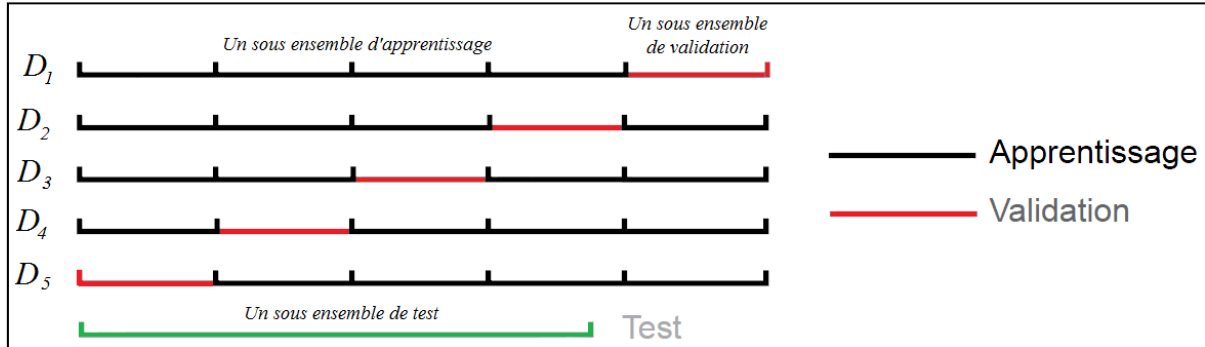 Un sous ensemble d'apprentissage
Un sous ensemble
de validation
D1
D2
D3
D4
D5
Apprentissage
Validation
Un sous ensemble de test
Test